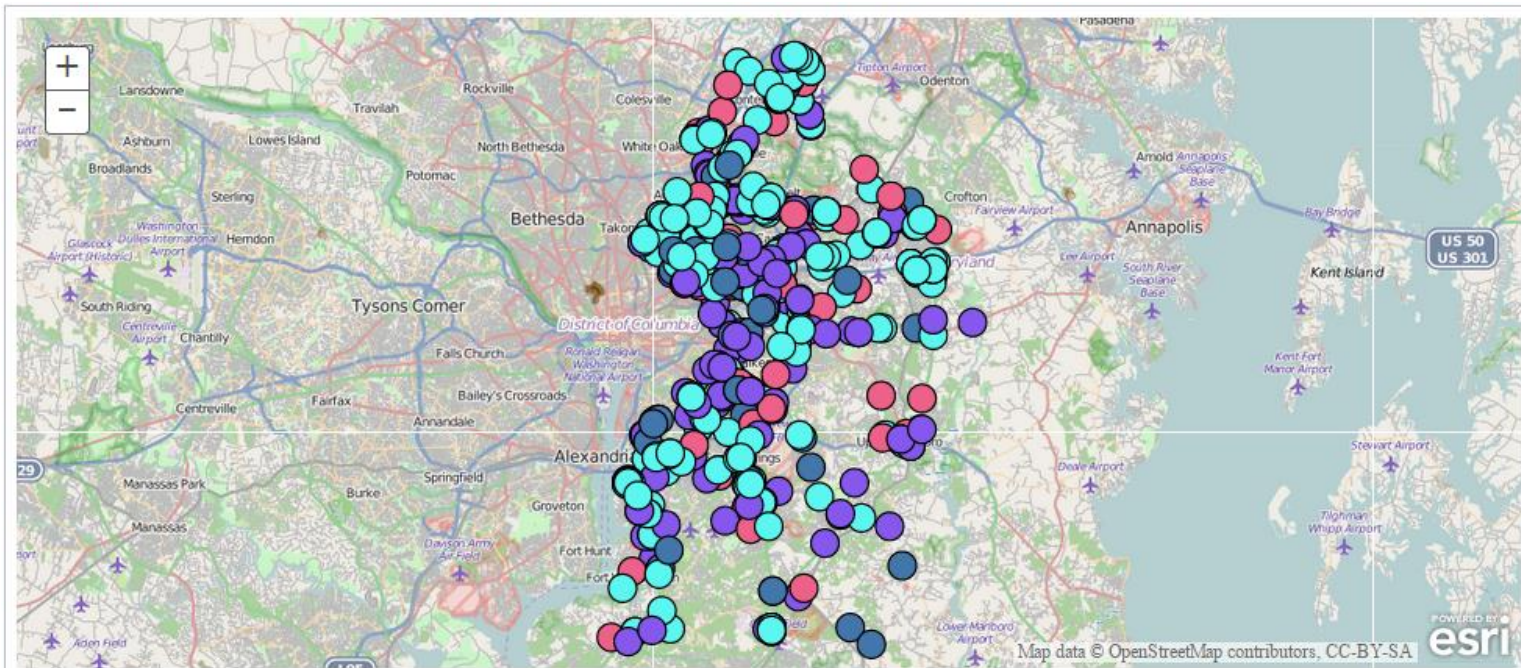 Pasadena
+
−
Lansdowne
Rockville
Tipton Airport
Odenton
Travilah
Colesville
Ashburn
Lowes Island
North Bethesda
White Oak
Broadlands
Potomac
Arnold
Annapolis
Seaplane
Base
Sterling
Crofton
Bethesda
Fairview Airport
Bay Bridge
Annapolis
Washington
Dulles International
Airport
Herndon
Glascock
Airport (Historic)
US 50
US 301
Lee Airport
South River
Seaplane
Base
Kent Island
South Riding
Tysons Corner
Centreville
Airport
Chantilly
District of Columbia
Falls Church
Ronald Reagan
Washington
National Airport
Kent Fort
Manor Airport
Bailey's Crossroads
Fairfax
Centreville
Annandale
Alexandria
Stewart Airport
29
Springfield
Deale Airport
Manassas Park
Burke
Groveton
Manassas
Tilghman
Whipp Airport
Davison Army
Air Field
Fort Hunt
Aden Field
Lower Marlboro
Airport
POWERED BY
esri
Map data © OpenStreetMap contributors, CC-BY-SA